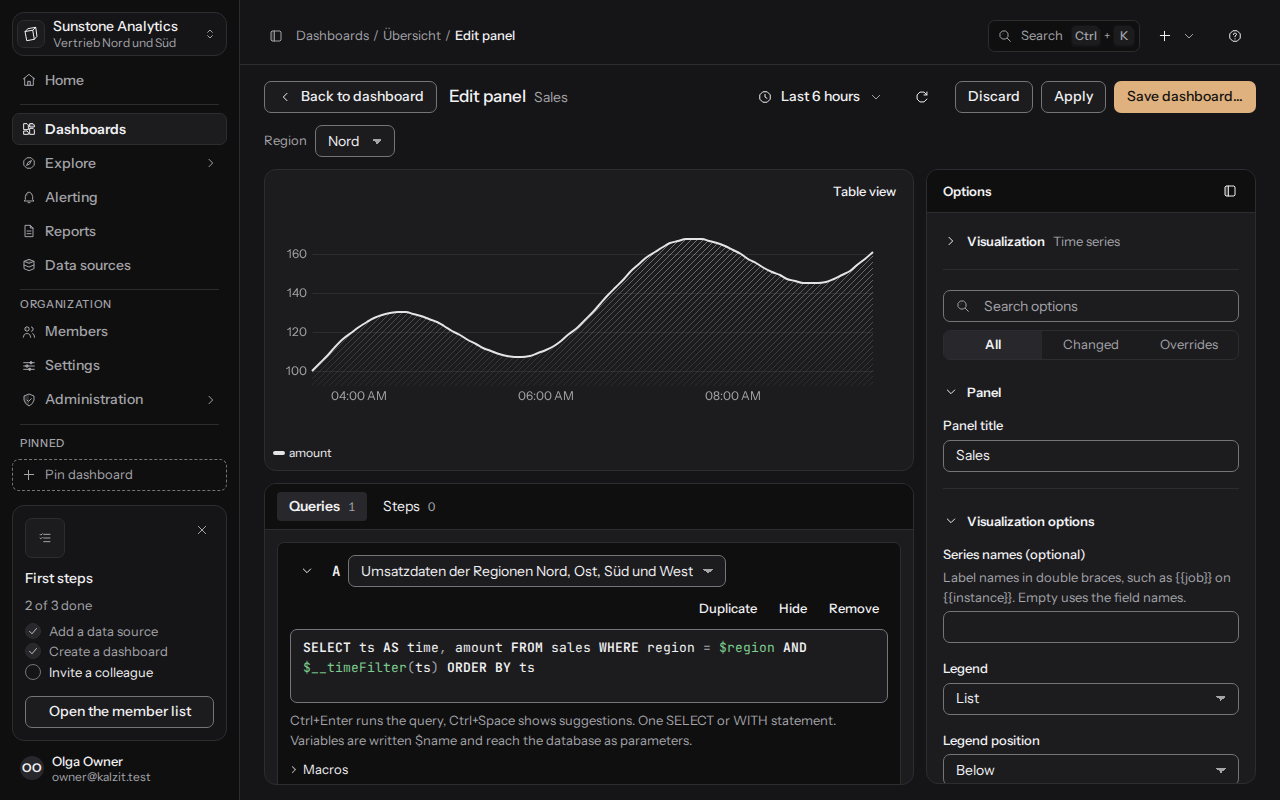 Sunstone Analytics
Vertrieb Nord und Süd
Home
Dashboards
Explore
Alerting
Reports
Data sources
ORGANIZATION
Members
Settings
Administration
PINNED
Pin dashboard
First steps
2 of 3 done
Add a data source
Create a dashboard
Invite a colleague
Open the member list
OO
Olga Owner
owner@kalzit.test
Dashboards / Übersicht / Edit panel
Search Ctrl + K
Back to dashboard
Edit panel Sales
Last 6 hours
Discard
Apply
Save dashboard...
Region
Nord
Table view
160
140
120
100
04:00 AM
06:00 AM
08:00 AM
amount
Queries 1
Steps 0
A
Umsatzdaten der Regionen Nord, Ost, Süd und West
Duplicate
Hide
Remove
SELECT ts AS time, amount FROM sales WHERE region = $region AND
$__timeFilter(ts) ORDER BY ts
Ctrl+Enter runs the query, Ctrl+Space shows suggestions. One SELECT or WITH statement.
Variables are written $name and reach the database as parameters.
Macros
Options
Visualization Time series
Search options
All
Changed
Overrides
Panel
Panel title
Sales
Visualization options
Series names (optional)
Label names in double braces, such as {{job}} on
{{instance}}. Empty uses the field names.
Legend
List
Legend position
Below